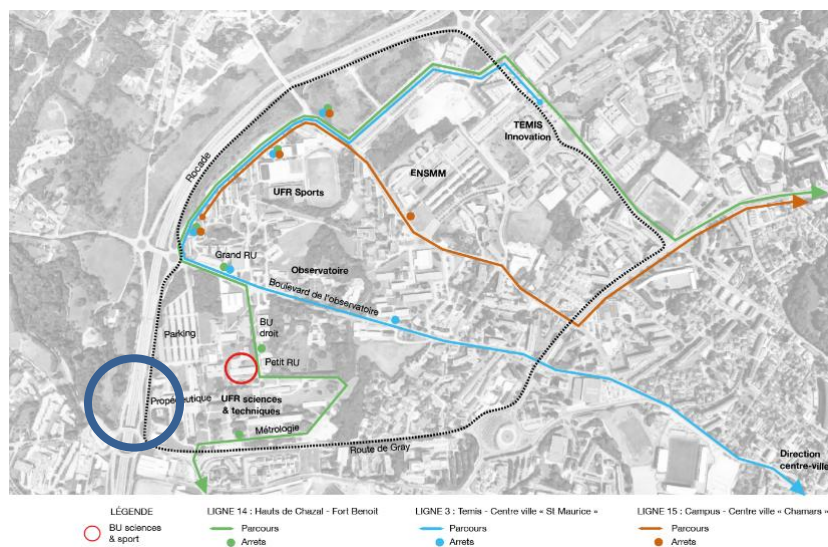 TEMIS
Innovation
Rocade
ENSMM
UFR Sports
Grand RU
Observatoire
Boulevard de l'observatoire
Parking
BU
droit
Petit RU
Propédeutique
UFR sciences
& techniques
Métrologie
Route de Gray
Direction
centre-ville
LÉGENDE
BU sciences
& sport
LIGNE 14 : Hauts de Chazal - Fort Benoit
Parcours
Arrets
LIGNE 3 : Temis - Centre ville « St Maurice »
Parcours
Arrets
LIGNE 15 : Campus - Centre ville « Chamars »
Parcours
Arrets